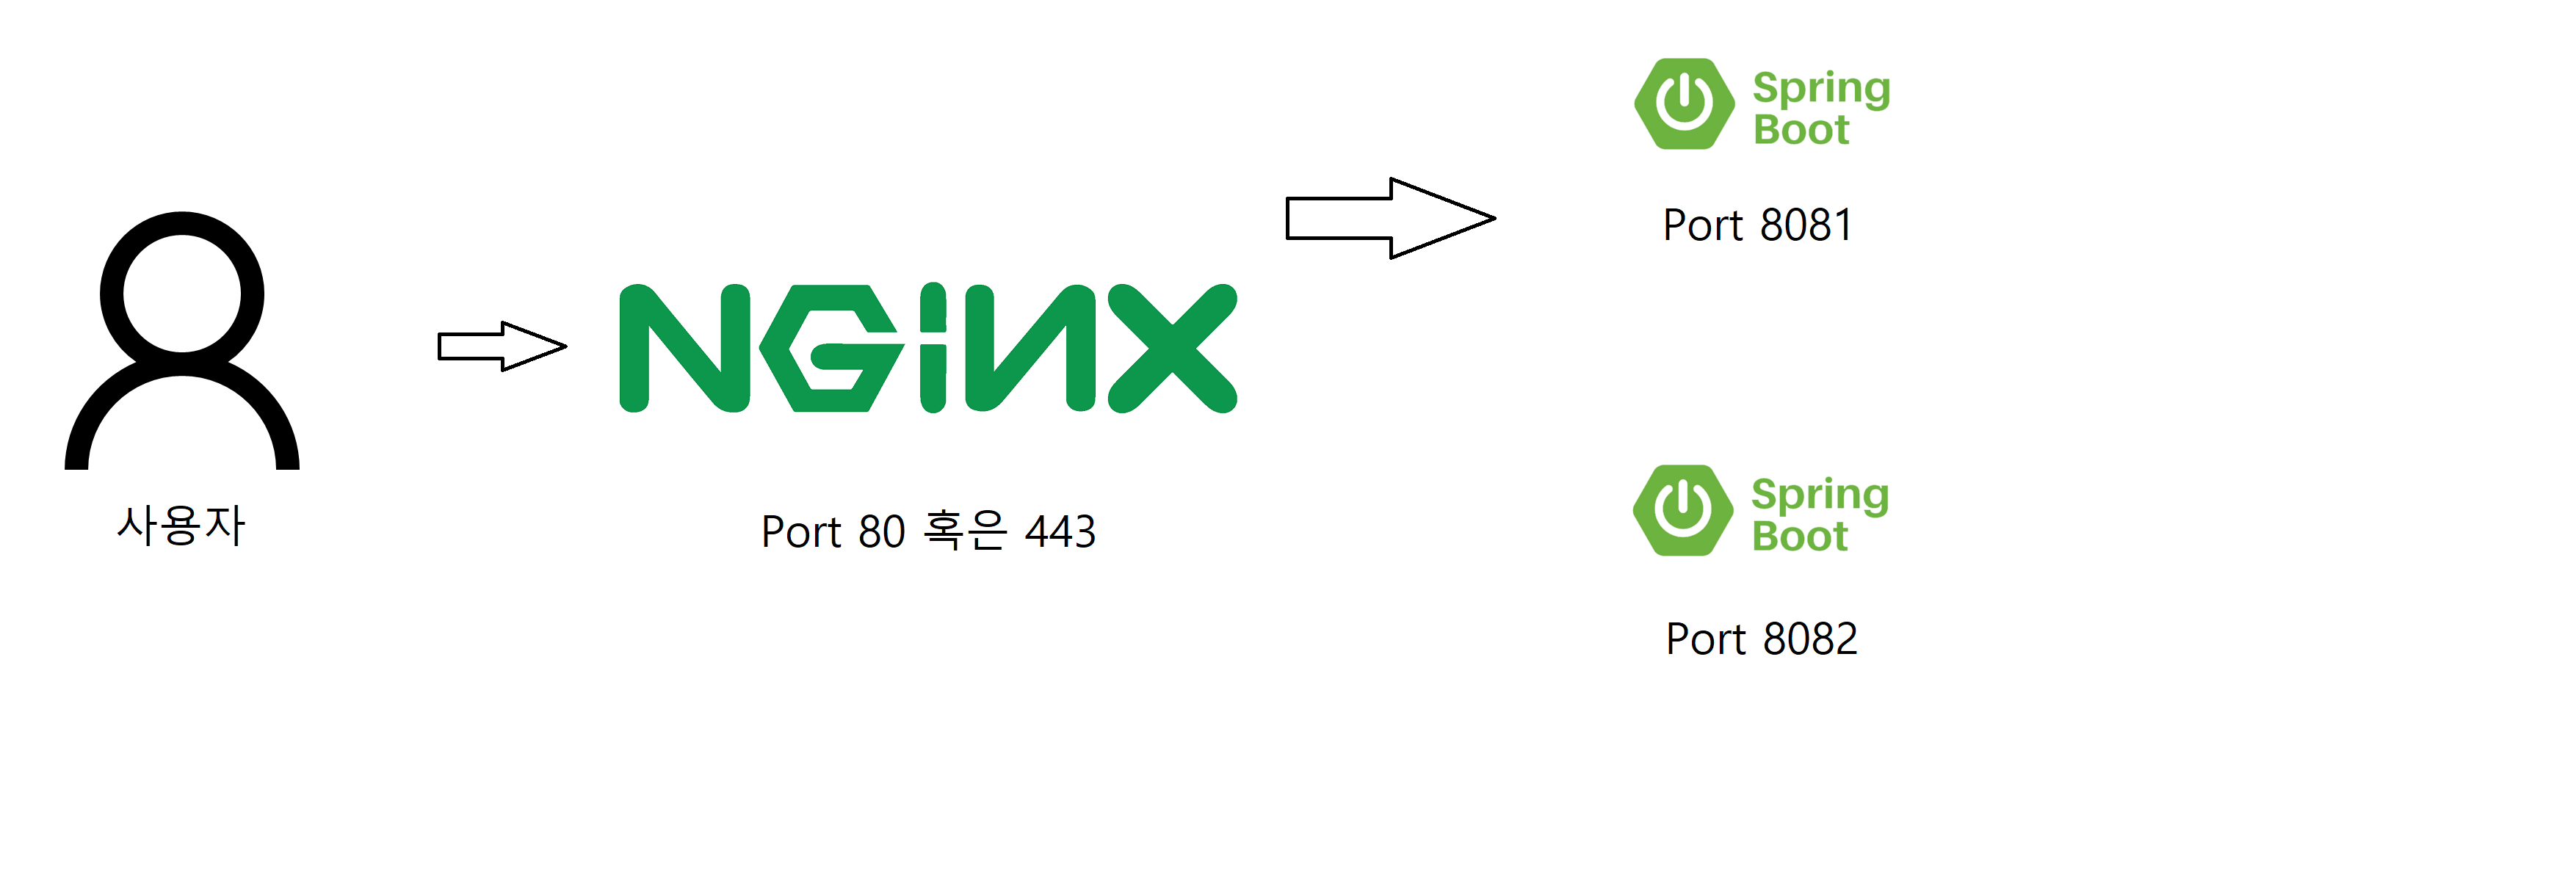 사용자
NGiNX
Port 80 혹은 443
Spring
Boot
Port 8081
Spring
Boot
Port 8082